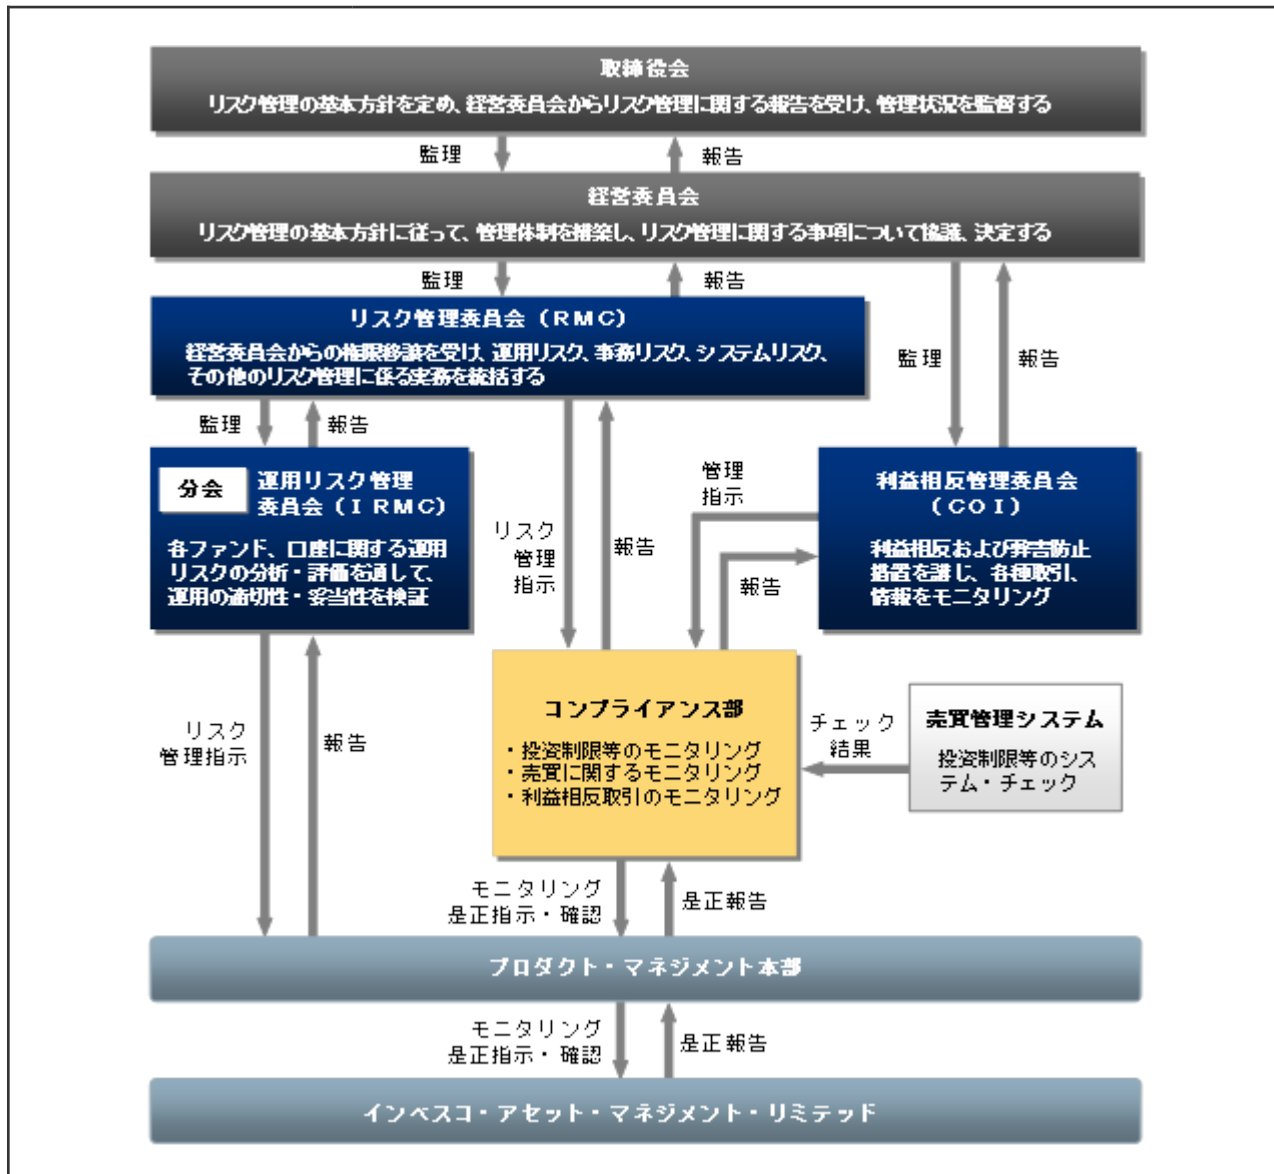 取締役会
リスク管理の基本方針を定め、経営委員会からリスク管理に関する報告を受け、管理状況を監督する
監理
報告
経営委員会
リスク管理の基本方針に従って、管理体制を構築し、リスク管理に関する事項について協議、決定する
監理
報告
リスク管理委員会（ＲＭＣ）
経営委員会からの権限移譲を受け、運用リスク、事務リスク、システムリスク、
その他のリスク管理に係る実務を統括する
監理
報告
監理
報告
分会
運用リスク管理
委員会（ＩＲＭＣ）
各ファンド、口座に関する運用
リスクの分析・評価を通して、
運用の適切性・妥当性を検証
リスク
管理
指示
報告
管理
指示
報告
利益相反管理委員会
（ＣＯＩ）
利益相反および弊害防止
措置を講じ、各種取引、
情報をモニタリング
コンプライアンス部
・投資制限等のモニタリング
・売買に関するモニタリング
・利益相反取引のモニタリング
チェック
結果
売買管理システム
投資制限等のシス
テム・チェック
リスク
管理指示
報告
モニタリング
是正指示・確認
是正報告
プロダクト・マネジメント本部
モニタリング
是正指示・確認
是正報告
インベスコ・アセット・マネジメント・リミテッド